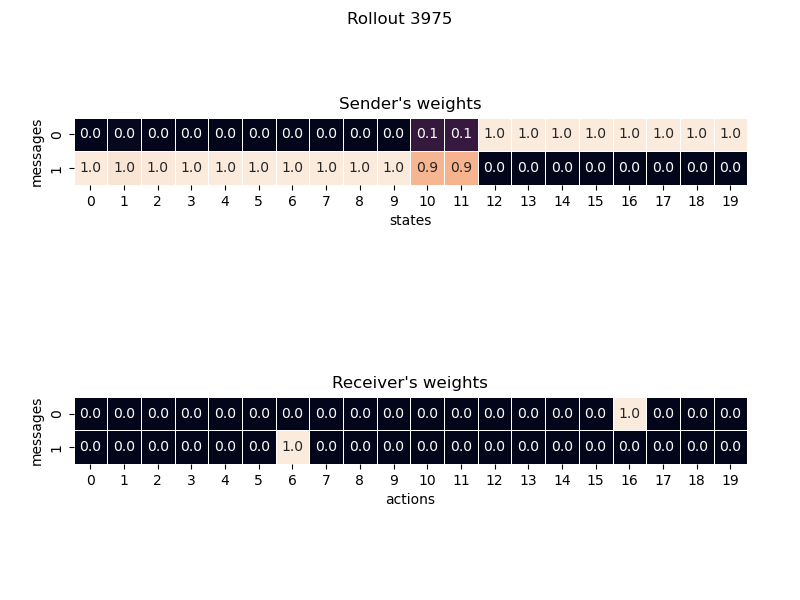 Rollout 3975
Sender's weights
messages
0 0.0 0.0 0.0 0.0 0.0 0.0 0.0 0.0 0.0 0.0 0.1 0.1 1.0 1.0 1.0 1.0 1.0 1.0 1.0 1.0
1 1.0 1.0 1.0 1.0 1.0 1.0 1.0 1.0 1.0 1.0 0.9 0.9 0.0 0.0 0.0 0.0 0.0 0.0 0.0 0.0
0 1 2 3 4 5 6 7 8 9 10 11 12 13 14 15 16 17 18 19
states
Receiver's weights
messages
0 0.0 0.0 0.0 0.0 0.0 0.0 0.0 0.0 0.0 0.0 0.0 0.0 0.0 0.0 0.0 0.0 1.0 0.0 0.0 0.0
1 0.0 0.0 0.0 0.0 0.0 0.0 1.0 0.0 0.0 0.0 0.0 0.0 0.0 0.0 0.0 0.0 0.0 0.0 0.0 0.0
0 1 2 3 4 5 6 7 8 9 10 11 12 13 14 15 16 17 18 19
actions